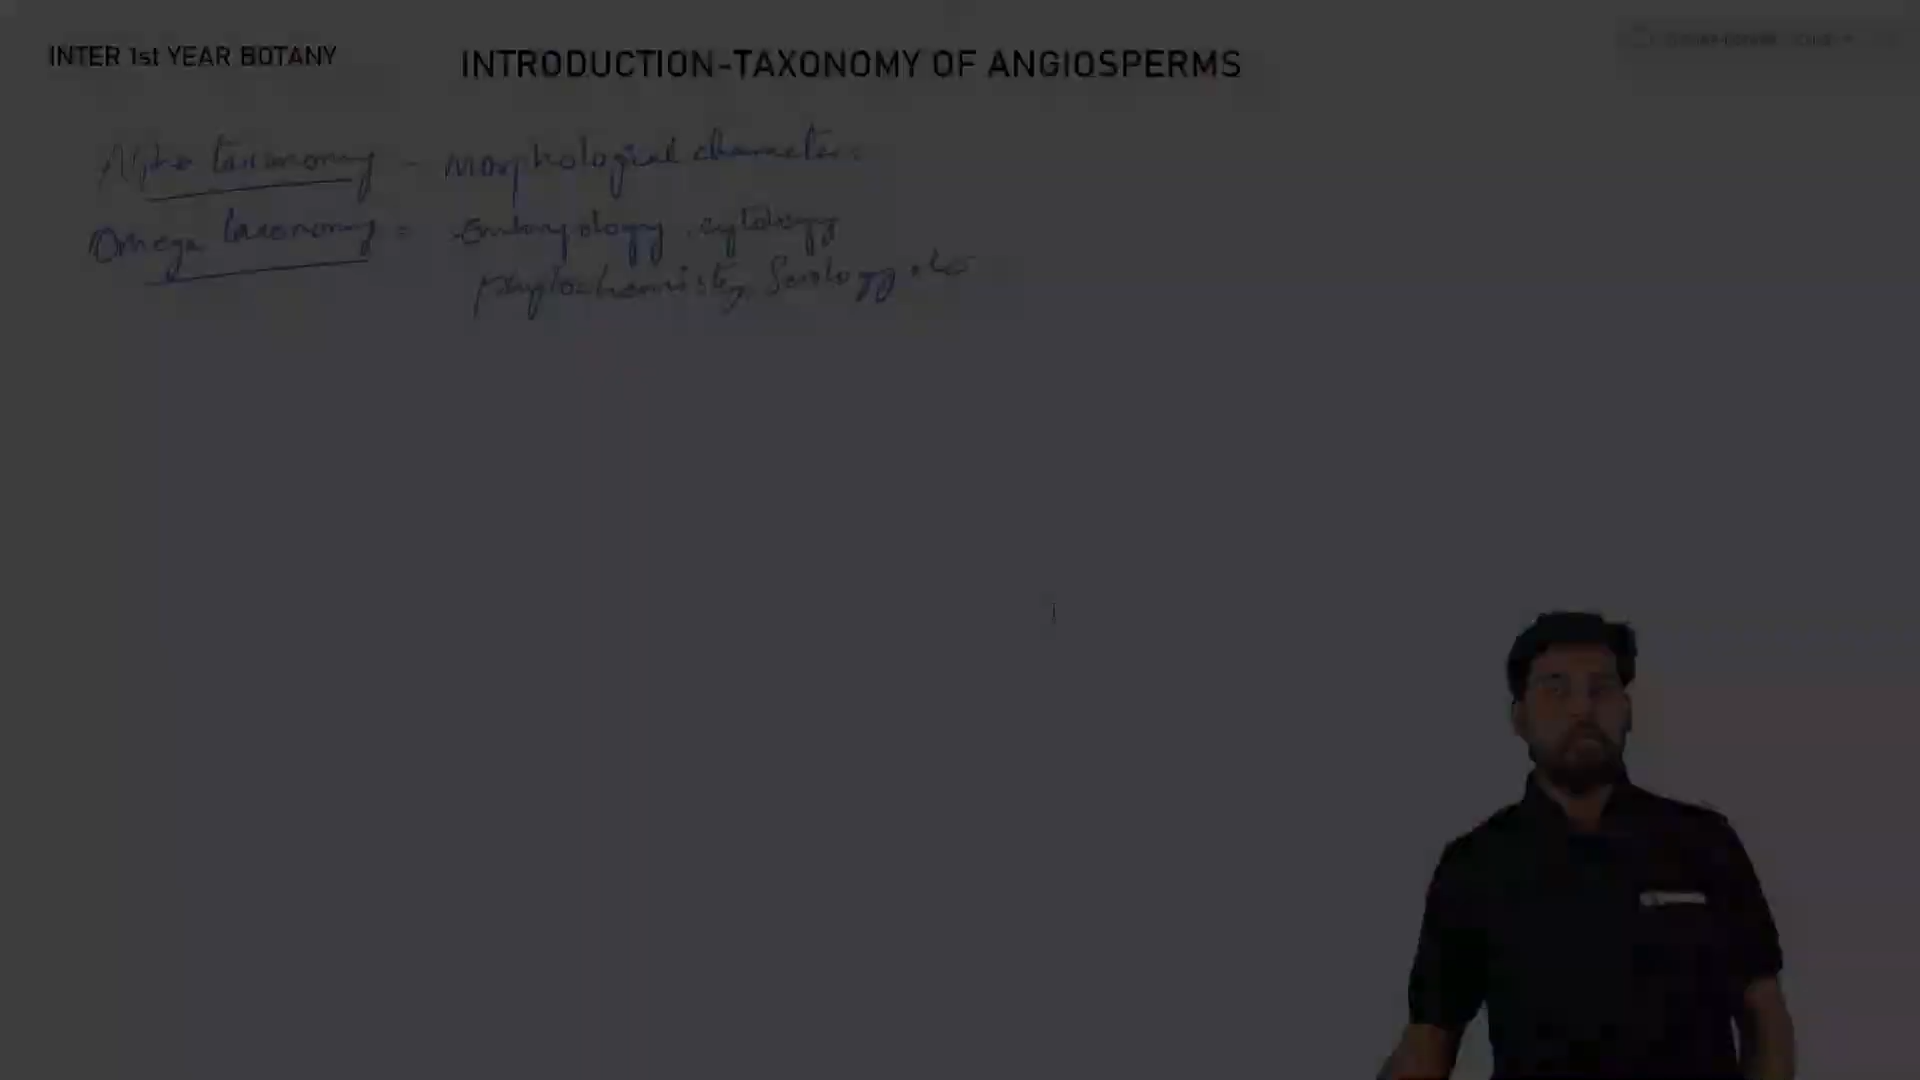 INTER 1st YEAR BOTANY
INTRODUCTION-TAXONOMY OF ANGIOSPERMS
Alpha taxonomy - Morphological characters
Omega taxonomy = Embryology, cytology
phytochemistry, Serology etc